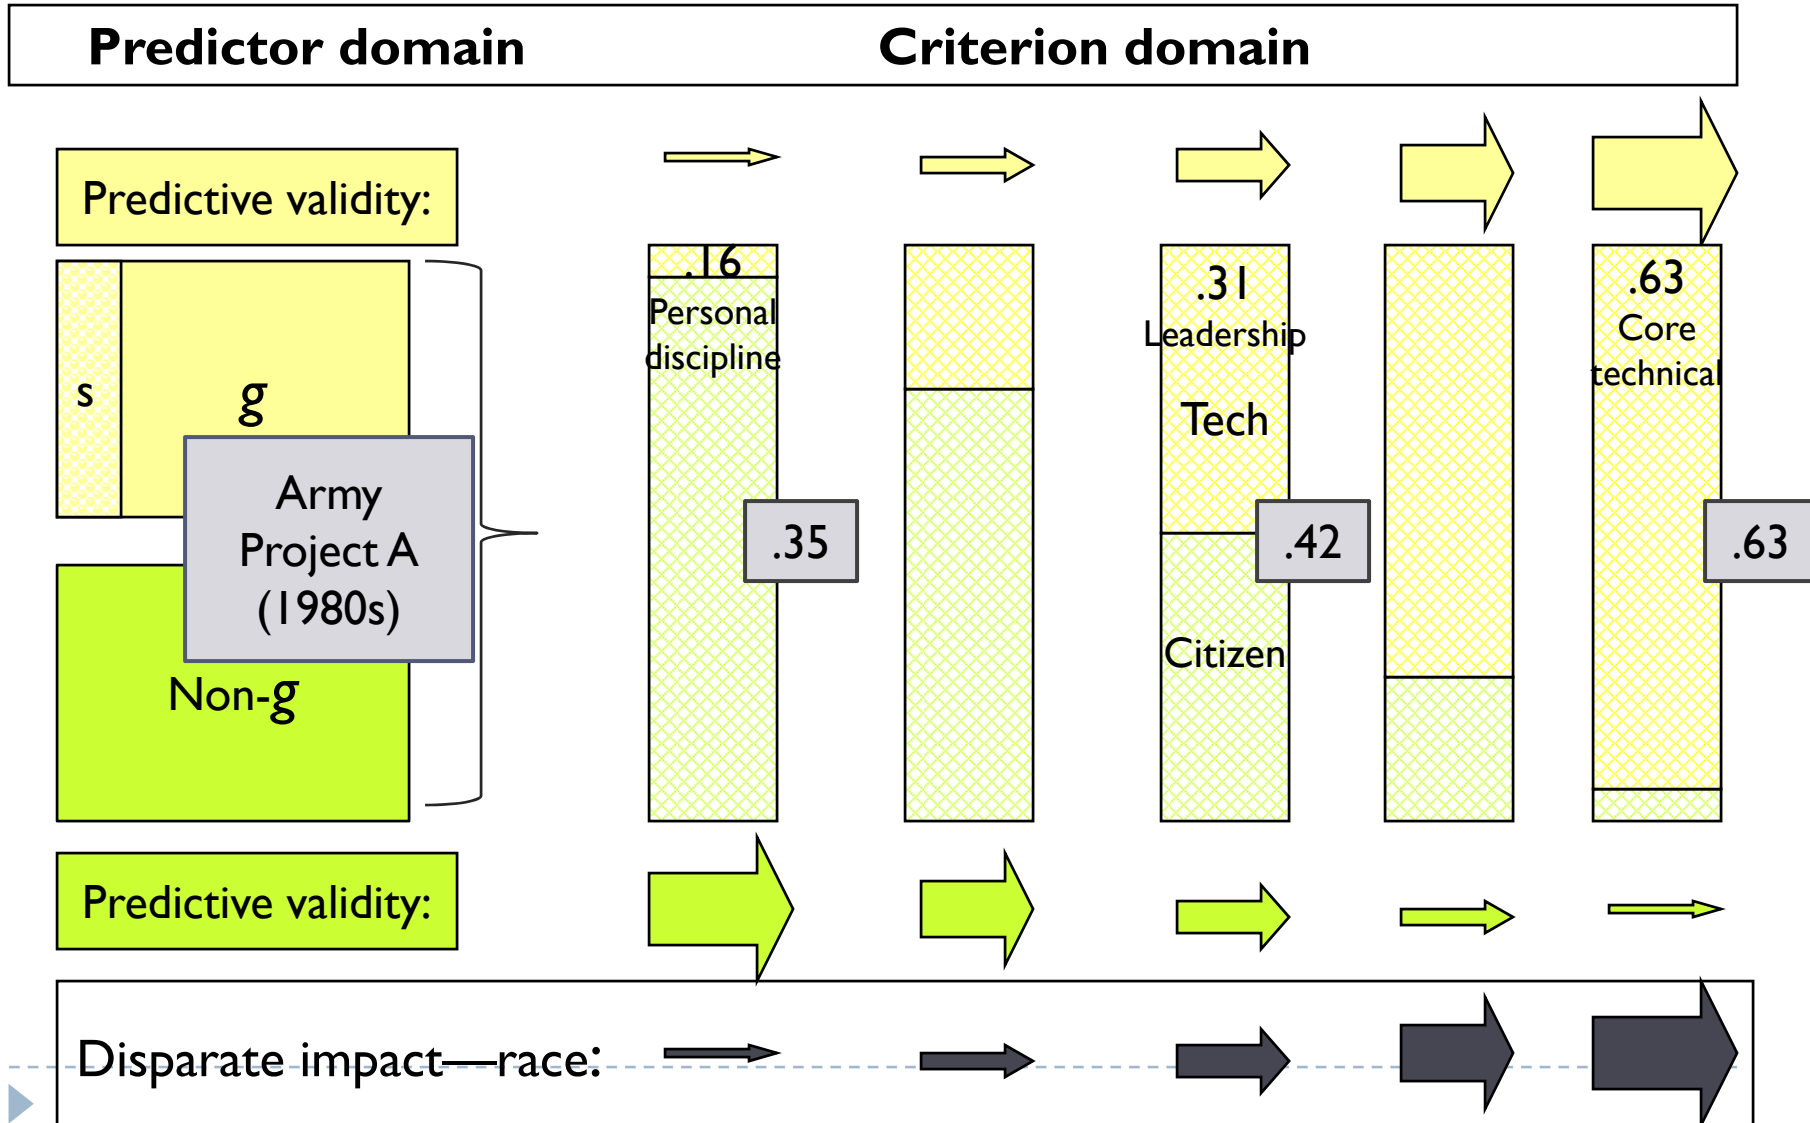 Predictor domain
Criterion domain
Predictive validity:
s
g
Army
Project A
(1980s)
Non-g
.16
Personal
discipline
.35
.31
Leadership
Tech
.42
Citizen
.63
Core
technical
.63
Predictive validity:
Disparate impact—race: